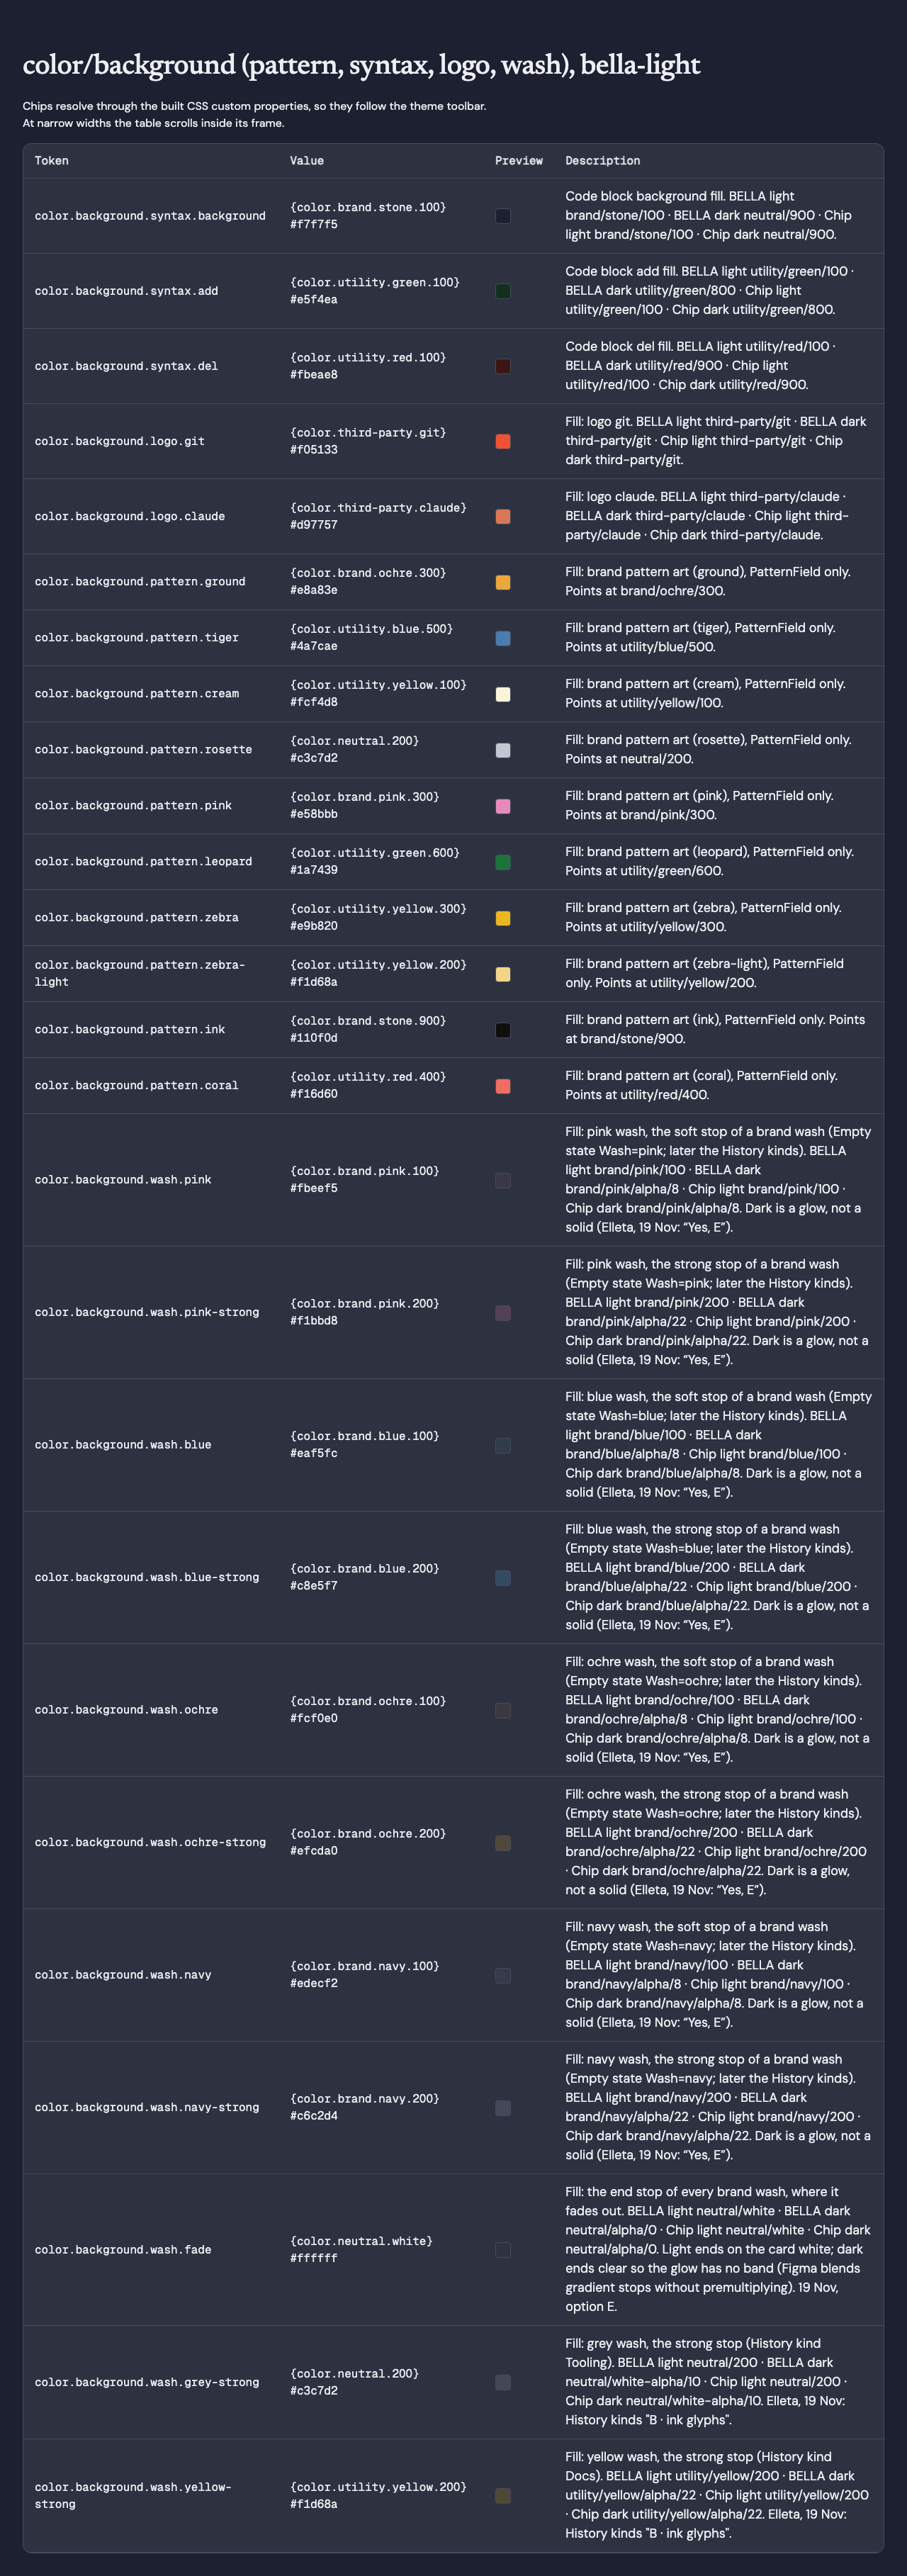 color/background (pattern, syntax, logo, wash), bella-light
Chips resolve through the built CSS custom properties, so they follow the theme toolbar.
At narrow widths the table scrolls inside its frame.
Token Value Preview Description
color.background.syntax.background
{color.brand.stone.100}
#f7f7f5
Code block background fill. BELLA light
brand/stone/100 · BELLA dark neutral/900 · Chip
light brand/stone/100 · Chip dark neutral/900.
color.background.syntax.add
{color.utility.green.100}
#e5f4ea
Code block add fill. BELLA light utility/green/100 ·
BELLA dark utility/green/800 · Chip light
utility/green/100 · Chip dark utility/green/800.
color.background.syntax.del
{color.utility.red.100}
#fbeae8
Code block del fill. BELLA light utility/red/100 ·
BELLA dark utility/red/900 · Chip light
utility/red/100 · Chip dark utility/red/900.
color.background.logo.git
{color.third-party.git}
#f05133
Fill: logo git. BELLA light third-party/git · BELLA dark
third-party/git · Chip light third-party/git · Chip
dark third-party/git.
color.background.logo.claude
{color.third-party.claude}
#d97757
Fill: logo claude. BELLA light third-party/claude ·
BELLA dark third-party/claude · Chip light third-
party/claude · Chip dark third-party/claude.
color.background.pattern.ground
{color.brand.ochre.300}
#e8a83e
Fill: brand pattern art (ground), PatternField only.
Points at brand/ochre/300.
color.background.pattern.tiger
{color.utility.blue.500}
#4a7cae
Fill: brand pattern art (tiger), PatternField only.
Points at utility/blue/500.
color.background.pattern.cream
{color.utility.yellow.100}
#fcf4d8
Fill: brand pattern art (cream), PatternField only.
Points at utility/yellow/100.
color.background.pattern.rosette
{color.neutral.200}
#c3c7d2
Fill: brand pattern art (rosette), PatternField only.
Points at neutral/200.
color.background.pattern.pink
{color.brand.pink.300}
#e58bbb
Fill: brand pattern art (pink), PatternField only.
Points at brand/pink/300.
color.background.pattern.leopard
{color.utility.green.600}
#1a7439
Fill: brand pattern art (leopard), PatternField only.
Points at utility/green/600.
color.background.pattern.zebra
{color.utility.yellow.300}
#e9b820
Fill: brand pattern art (zebra), PatternField only.
Points at utility/yellow/300.
color.background.pattern.zebra-
light
{color.utility.yellow.200}
#f1d68a
Fill: brand pattern art (zebra-light), PatternField
only. Points at utility/yellow/200.
color.background.pattern.ink
{color.brand.stone.900}
#110f0d
Fill: brand pattern art (ink), PatternField only. Points
at brand/stone/900.
color.background.pattern.coral
{color.utility.red.400}
#f16d60
Fill: brand pattern art (coral), PatternField only.
Points at utility/red/400.
color.background.wash.pink
{color.brand.pink.100}
#fbeef5
Fill: pink wash, the soft stop of a brand wash (Empty
state Wash=pink; later the History kinds). BELLA
light brand/pink/100 · BELLA dark
brand/pink/alpha/8 · Chip light brand/pink/100 ·
Chip dark brand/pink/alpha/8. Dark is a glow, not a
solid (Elleta, 19 Nov: “Yes, E”).
color.background.wash.pink-strong
{color.brand.pink.200}
#f1bbd8
Fill: pink wash, the strong stop of a brand wash
(Empty state Wash=pink; later the History kinds).
BELLA light brand/pink/200 · BELLA dark
brand/pink/alpha/22 · Chip light brand/pink/200 ·
Chip dark brand/pink/alpha/22. Dark is a glow, not a
solid (Elleta, 19 Nov: “Yes, E”).
color.background.wash.blue
{color.brand.blue.100}
#eaf5fc
Fill: blue wash, the soft stop of a brand wash (Empty
state Wash=blue; later the History kinds). BELLA
light brand/blue/100 · BELLA dark
brand/blue/alpha/8 · Chip light brand/blue/100 ·
Chip dark brand/blue/alpha/8. Dark is a glow, not a
solid (Elleta, 19 Nov: “Yes, E”).
color.background.wash.blue-strong
{color.brand.blue.200}
#c8e5f7
Fill: blue wash, the strong stop of a brand wash
(Empty state Wash=blue; later the History kinds).
BELLA light brand/blue/200 · BELLA dark
brand/blue/alpha/22 · Chip light brand/blue/200 ·
Chip dark brand/blue/alpha/22. Dark is a glow, not a
solid (Elleta, 19 Nov: “Yes, E”).
color.background.wash.ochre
{color.brand.ochre.100}
#fcf0e0
Fill: ochre wash, the soft stop of a brand wash
(Empty state Wash=ochre; later the History kinds).
BELLA light brand/ochre/100 · BELLA dark
brand/ochre/alpha/8 · Chip light brand/ochre/100 ·
Chip dark brand/ochre/alpha/8. Dark is a glow, not a
solid (Elleta, 19 Nov: “Yes, E”).
color.background.wash.ochre-strong
{color.brand.ochre.200}
#efcda0
Fill: ochre wash, the strong stop of a brand wash
(Empty state Wash=ochre; later the History kinds).
BELLA light brand/ochre/200 · BELLA dark
brand/ochre/alpha/22 · Chip light brand/ochre/200
· Chip dark brand/ochre/alpha/22. Dark is a glow,
not a solid (Elleta, 19 Nov: “Yes, E”).
color.background.wash.navy
{color.brand.navy.100}
#edecf2
Fill: navy wash, the soft stop of a brand wash
(Empty state Wash=navy; later the History kinds).
BELLA light brand/navy/100 · BELLA dark
brand/navy/alpha/8 · Chip light brand/navy/100 ·
Chip dark brand/navy/alpha/8. Dark is a glow, not a
solid (Elleta, 19 Nov: “Yes, E”).
color.background.wash.navy-strong
{color.brand.navy.200}
#c6c2d4
Fill: navy wash, the strong stop of a brand wash
(Empty state Wash=navy; later the History kinds).
BELLA light brand/navy/200 · BELLA dark
brand/navy/alpha/22 · Chip light brand/navy/200 ·
Chip dark brand/navy/alpha/22. Dark is a glow, not a
solid (Elleta, 19 Nov: “Yes, E”).
color.background.wash.fade
{color.neutral.white}
#ffffff
Fill: the end stop of every brand wash, where it
fades out. BELLA light neutral/white · BELLA dark
neutral/alpha/0 · Chip light neutral/white · Chip dark
neutral/alpha/0. Light ends on the card white; dark
ends clear so the glow has no band (Figma blends
gradient stops without premultiplying). 19 Nov,
option E.
color.background.wash.grey-strong
{color.neutral.200}
#c3c7d2
Fill: grey wash, the strong stop (History kind
Tooling). BELLA light neutral/200 · BELLA dark
neutral/white-alpha/10 · Chip light neutral/200 ·
Chip dark neutral/white-alpha/10. Elleta, 19 Nov:
History kinds "B · ink glyphs".
color.background.wash.yellow-
strong
{color.utility.yellow.200}
#f1d68a
Fill: yellow wash, the strong stop (History kind
Docs). BELLA light utility/yellow/200 · BELLA dark
utility/yellow/alpha/22 · Chip light utility/yellow/200
· Chip dark utility/yellow/alpha/22. Elleta, 19 Nov:
History kinds "B · ink glyphs".